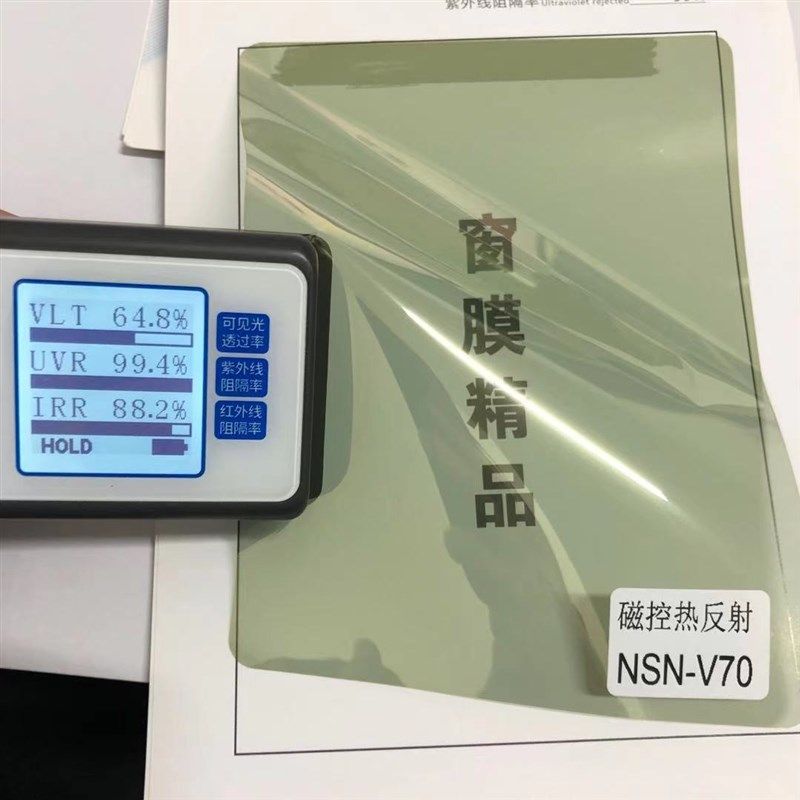 紫外线阻隔率 Ultraviolet rejected
窗膜精品
VLT 64.8%
UVR 99.4%
IRR 88.2%
HOLD
可见光
透过率
紫外线
阻隔率
红外线
阻隔率
磁控热反射
NSN-V70